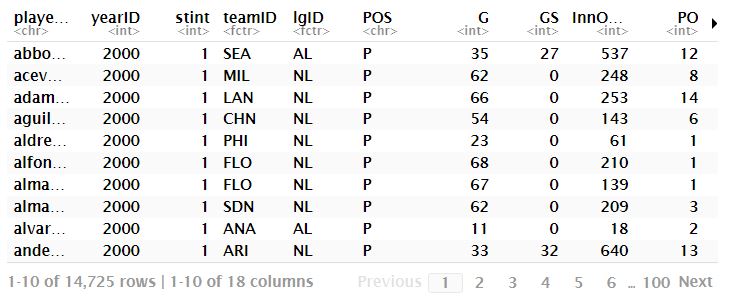 playe… yearID stint teamID lgID POS G GS InnO… PO
<chr> <int> <int> <fctr> <fctr> <chr> <int> <int> <int> <int>
abbo… 2000 1 SEA AL P 35 27 537 12
acev… 2000 1 MIL NL P 62 0 248 8
adam… 2000 1 LAN NL P 66 0 253 14
aguil… 2000 1 CHN NL P 54 0 143 6
aldre… 2000 1 PHI NL P 23 0 61 1
alfon… 2000 1 FLO NL P 68 0 210 1
alma… 2000 1 FLO NL P 67 0 139 1
alma… 2000 1 SDN NL P 62 0 209 3
alvar… 2000 1 ANA AL P 11 0 18 2
ande… 2000 1 ARI NL P 33 32 640 13
1-10 of 14,725 rows | 1-10 of 18 columns Previous 1 2 3 4 5 6 … 100 Next